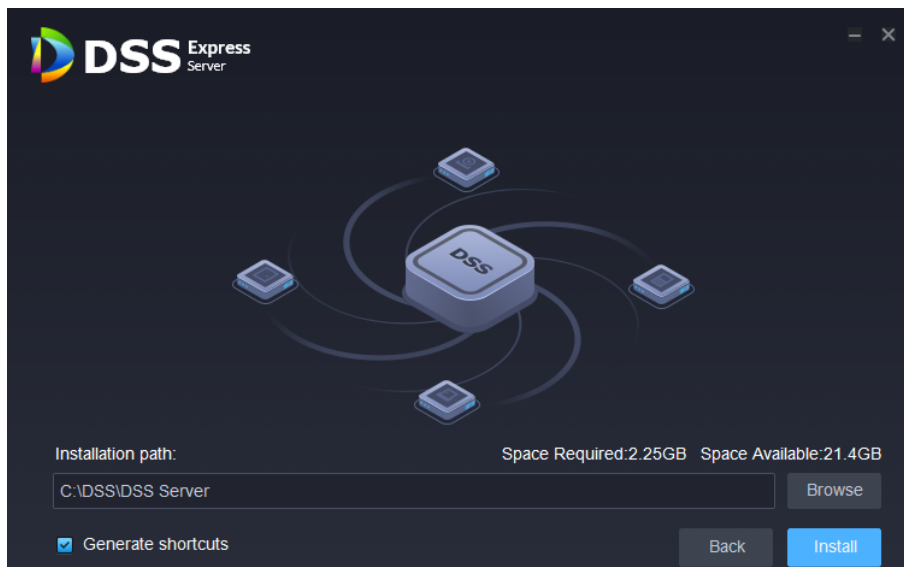 DSS Express
Server
DSS
Installation path:
Space Required:2.25GB Space Available:21.4GB
C:\DSS\DSS Server
Browse
Generate shortcuts
Back
Install